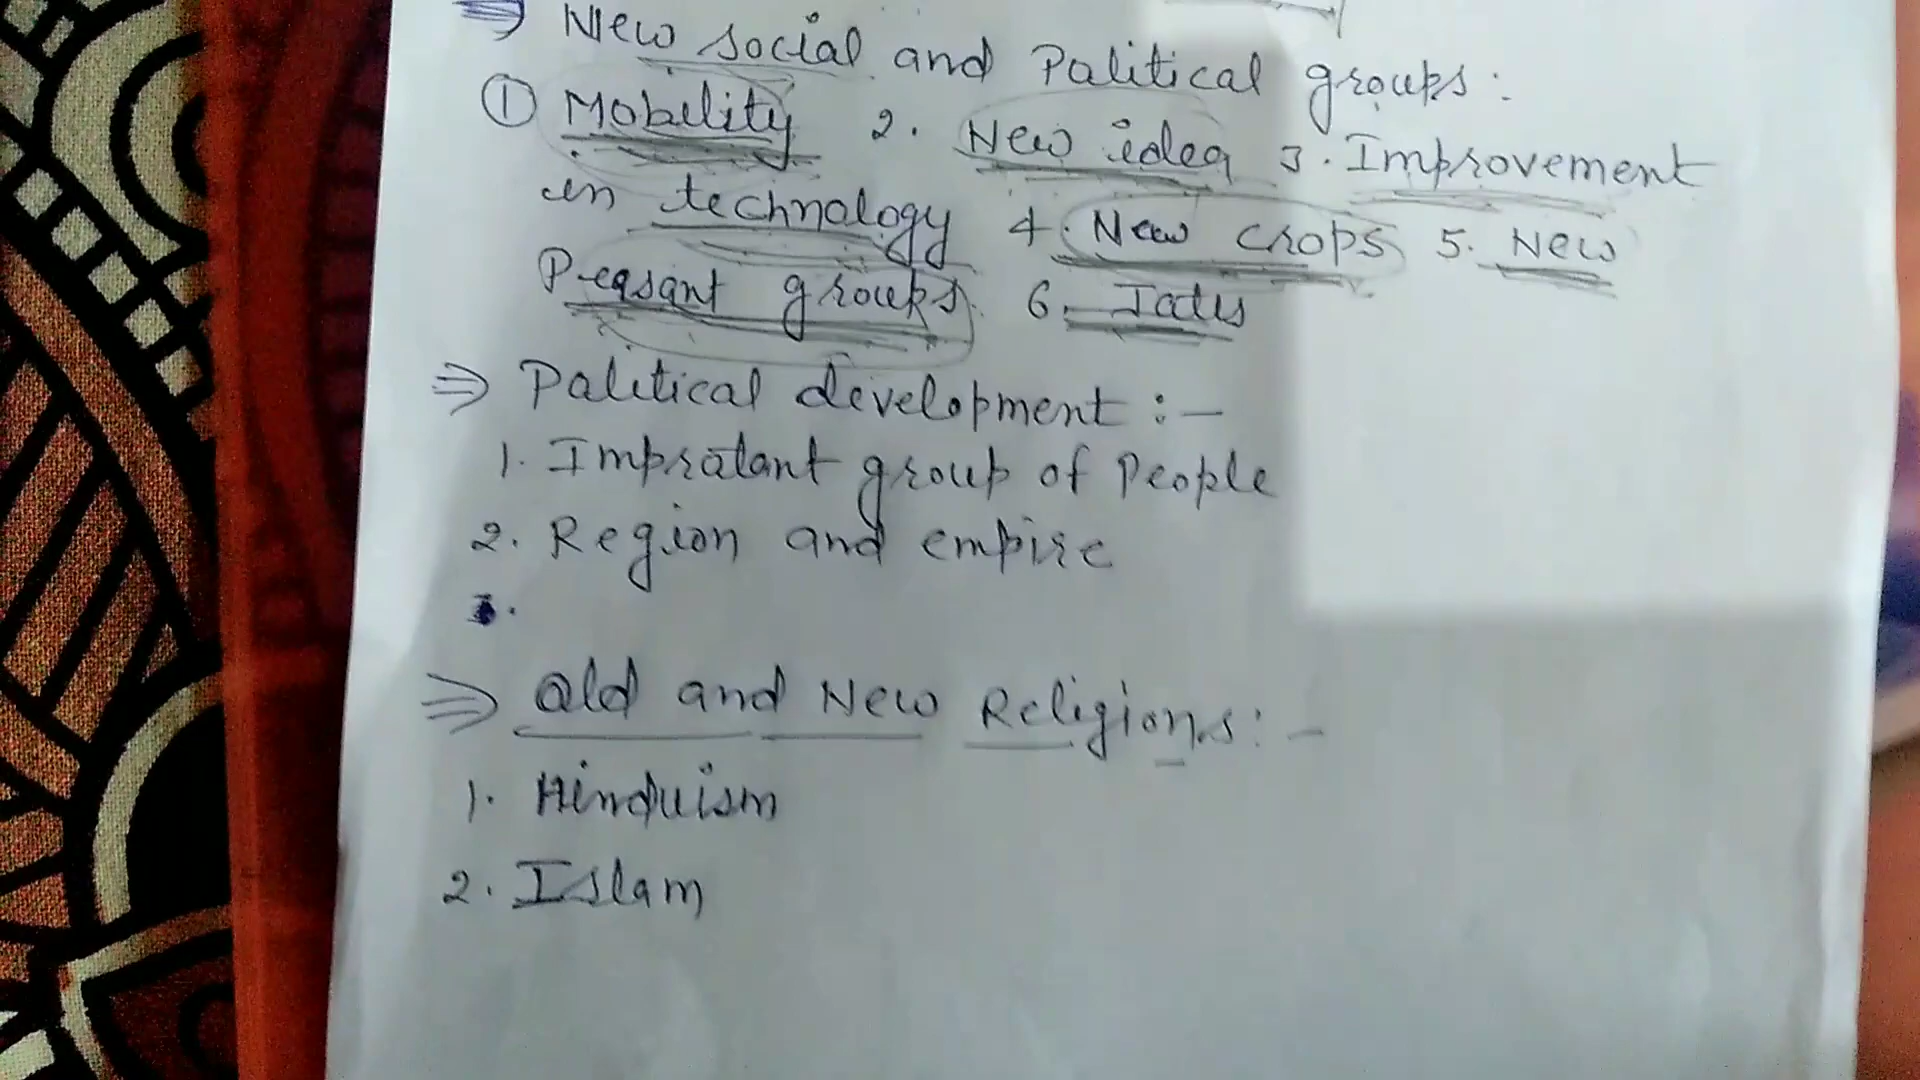 ⇒ New social and Palitical groups:
① Mobility 2. New idea 3. Improvement
in technology 4. New crops 5. New
Peasant groups. 6. Jatis
⇒ Palitical development :-
1. Impratant group of People
2. Region and empire
3.
⇒ Old and New Religions:-
1. Hinduism
2. Islam